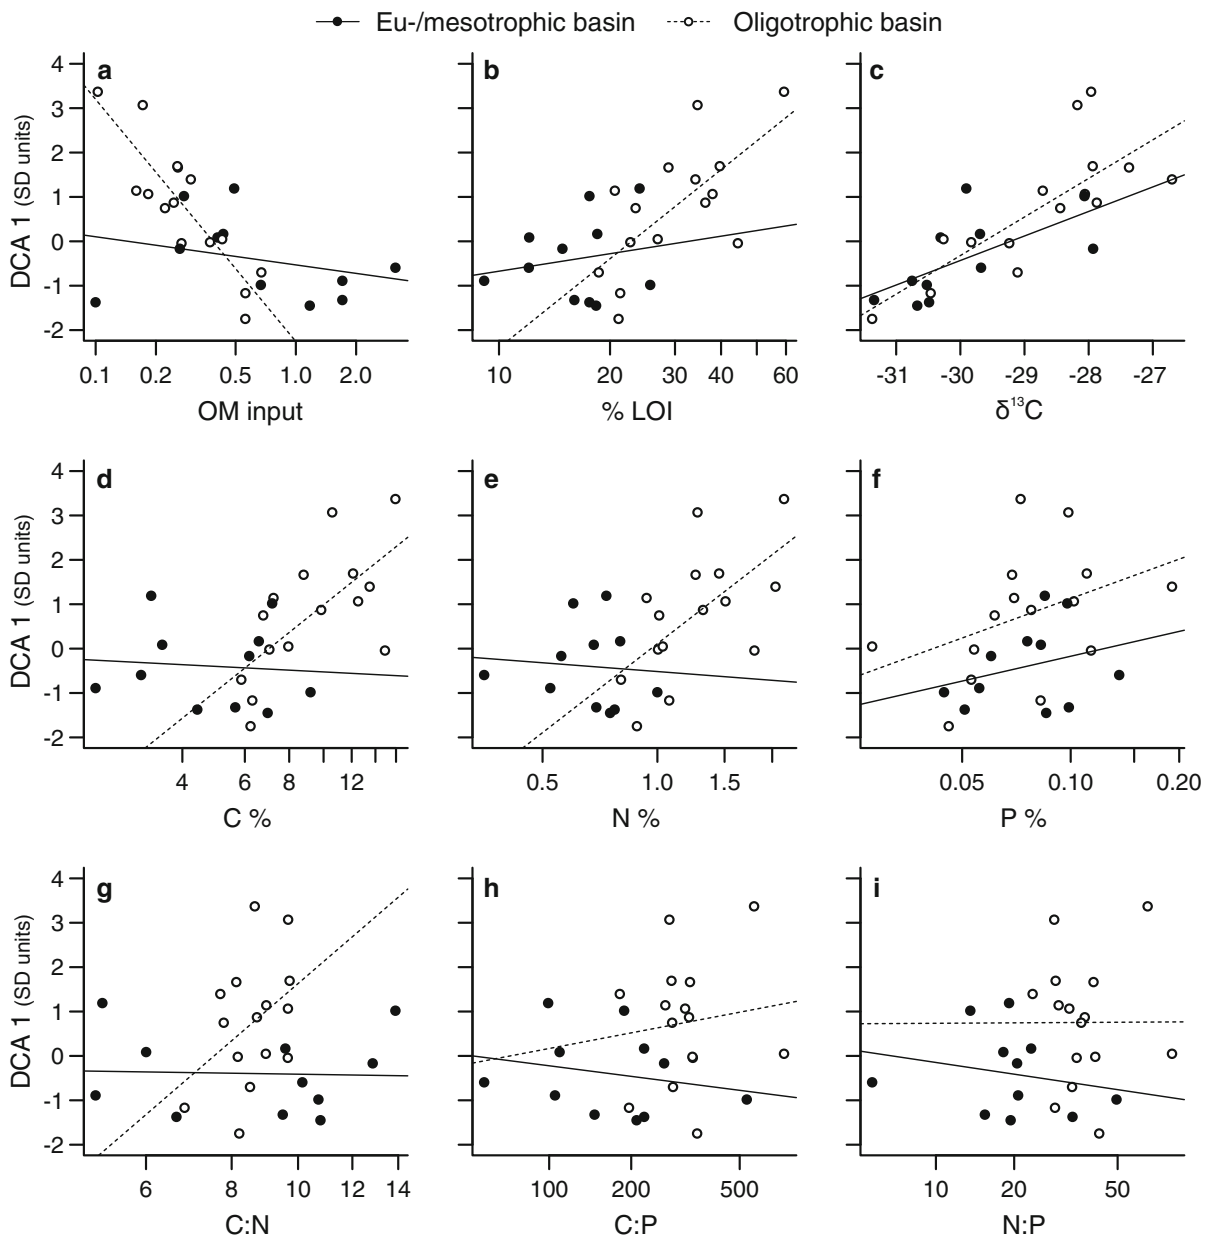 Eu-/mesotrophic basin Oligotrophic basin
a b c
4
3
2
1
0
-1
-2
DCA 1 (SD units)
0.1 0.2 0.5 1.0 2.0 10 20 30 40 60 -31 -30 -29 -28 -27
OM input % LOI δ¹³C
d e f
4
3
2
1
0
-1
-2
DCA 1 (SD units)
4 6 8 12 0.5 1.0 1.5 0.05 0.10 0.20
C % N % P %
g h i
4
3
2
1
0
-1
-2
DCA 1 (SD units)
6 8 10 12 14 100 200 500 10 20 50
C:N C:P N:P